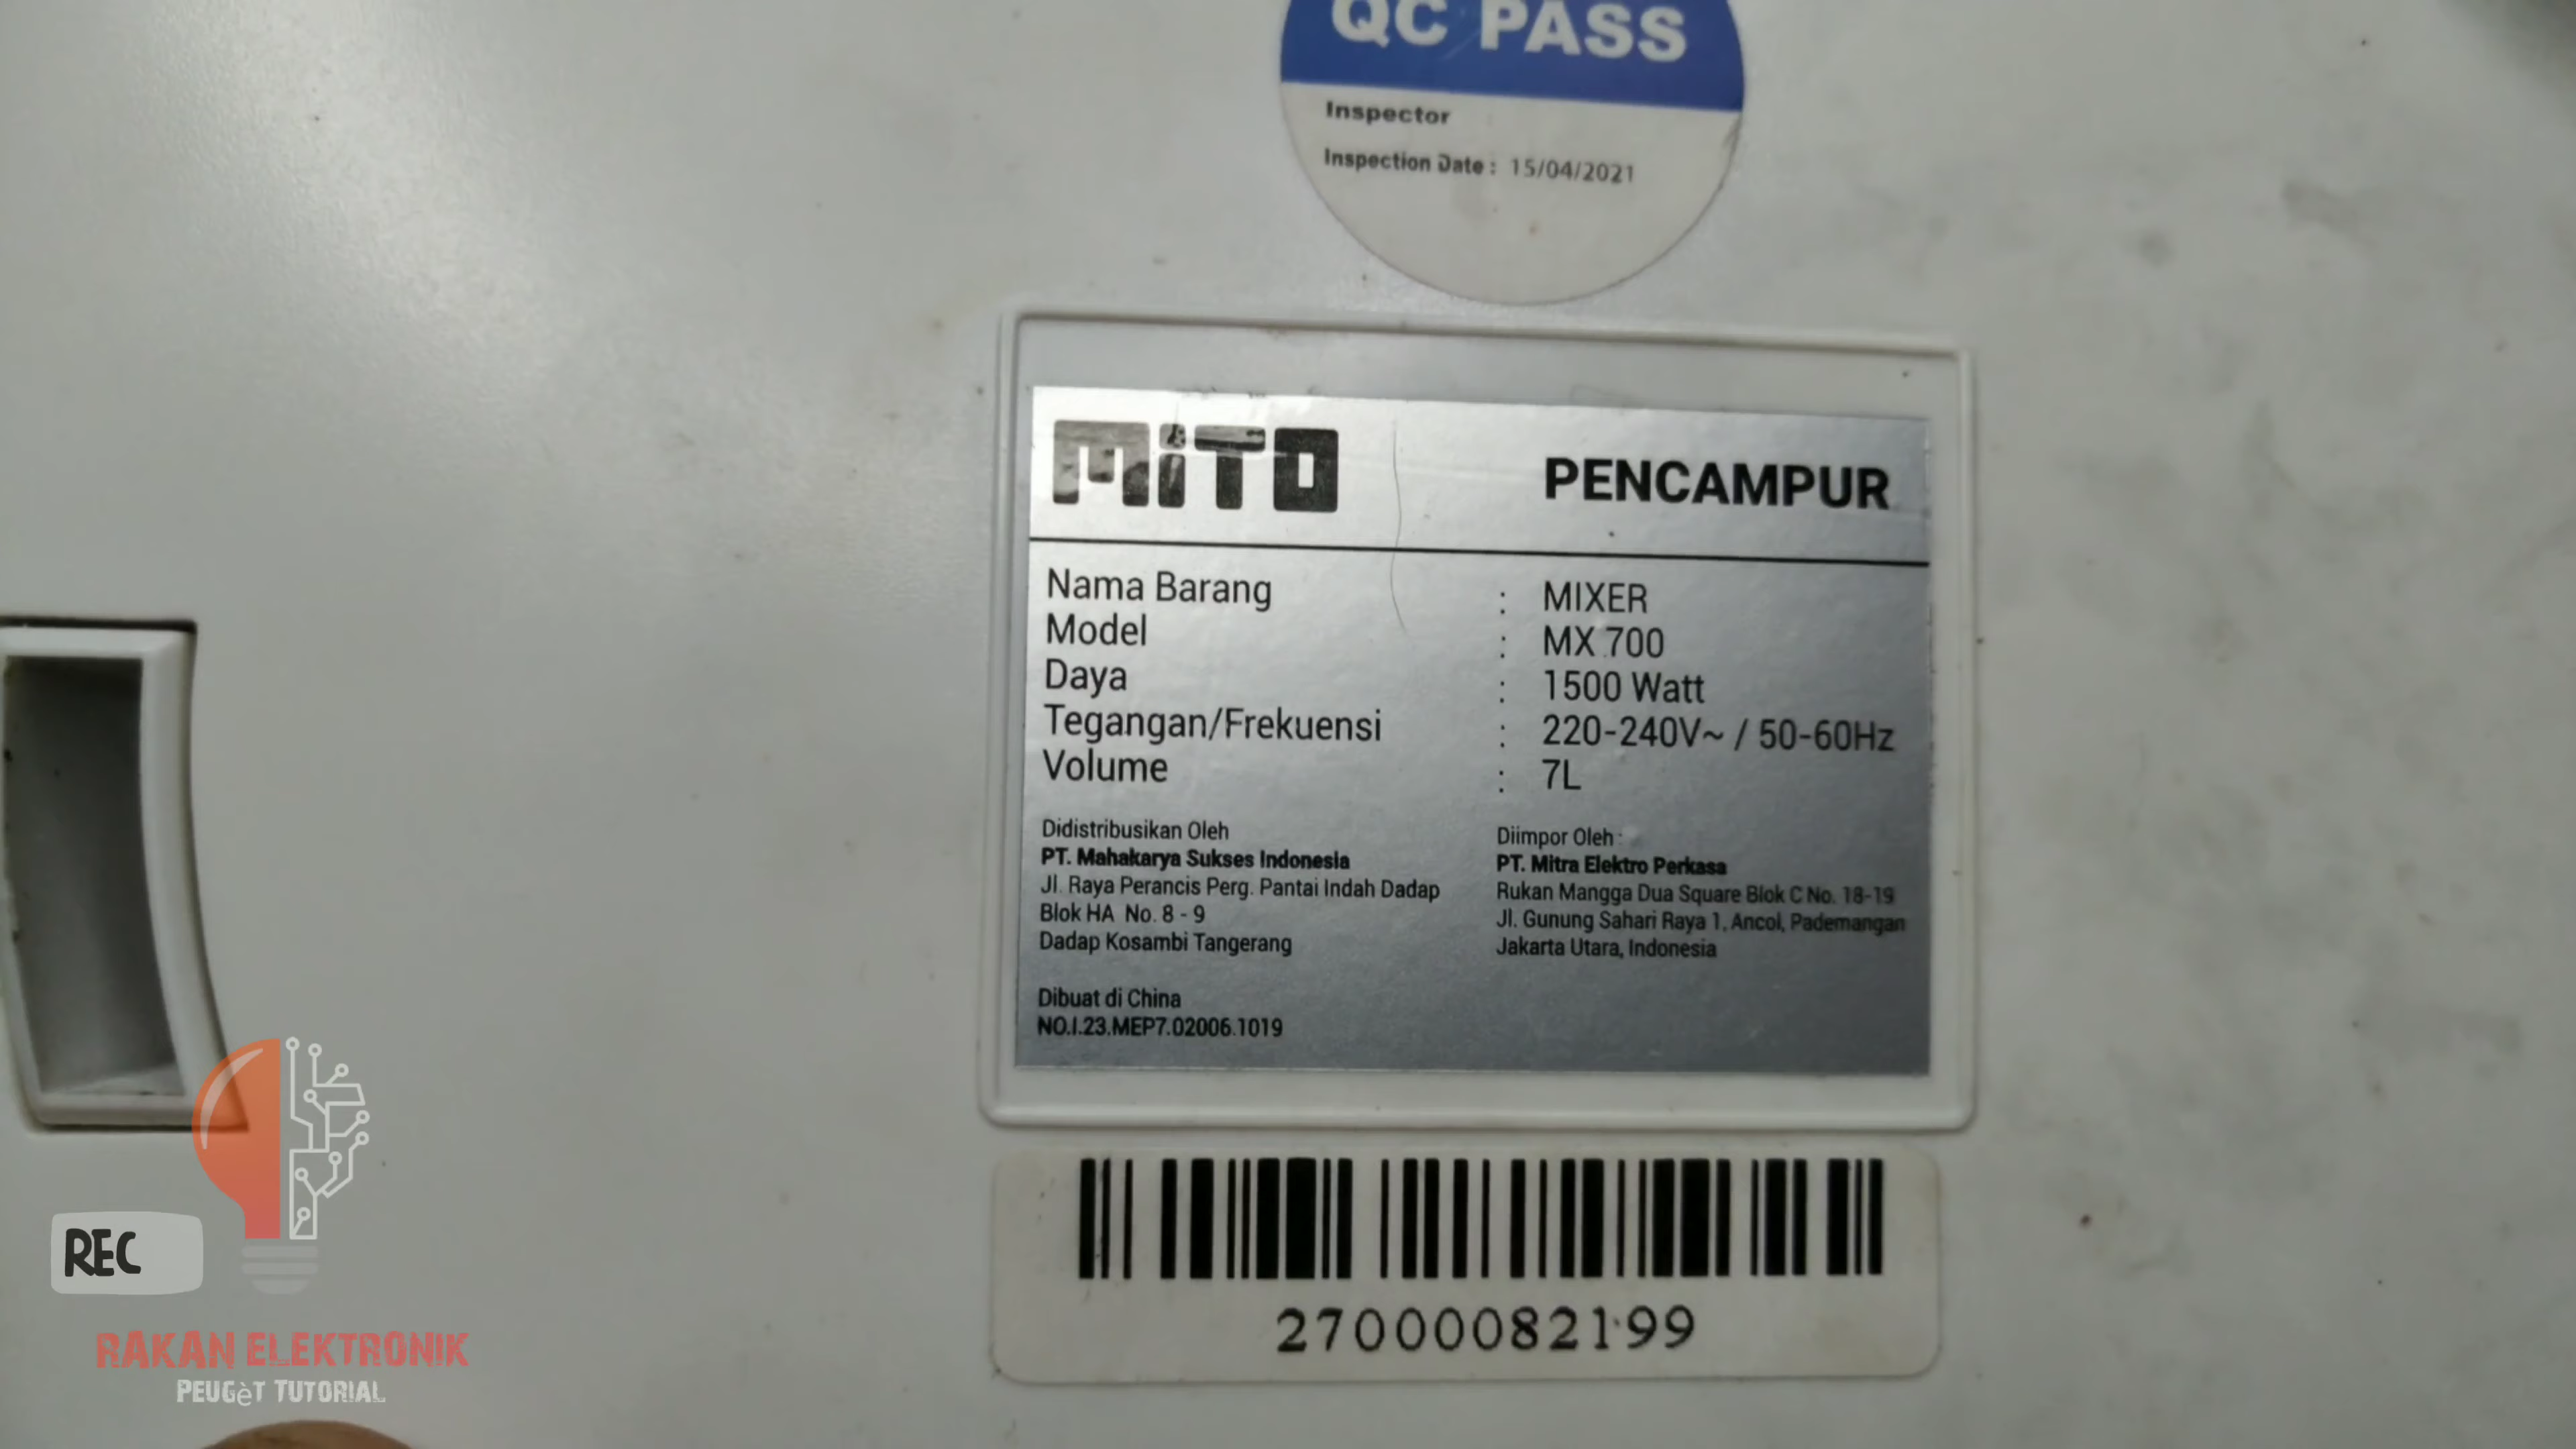 QC PASS
Inspector
Inspection Date : 15/04/2021
MiTO
PENCAMPUR
Nama Barang : MIXER
Model : MX 700
Daya : 1500 Watt
Tegangan/Frekuensi : 220-240V~ / 50-60Hz
Volume : 7L
Didistribusikan Oleh
PT. Mahakarya Sukses Indonesia
Jl. Raya Perancis Perg. Pantai Indah Dadap
Blok HA No. 8 - 9
Dadap Kosambi Tangerang
Diimpor Oleh :
PT. Mitra Elektro Perkasa
Rukan Mangga Dua Square Blok C No. 18-19
Jl. Gunung Sahari Raya 1, Ancol, Pademangan
Jakarta Utara, Indonesia
Dibuat di China
NO.I.23.MEP7.02006.1019
27000082199
REC
RAKAN ELEKTRONIK
PEUGèT TUTORIAL